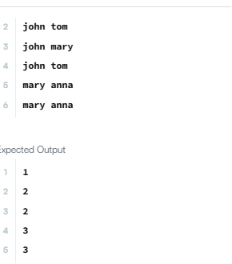 2 john tom
3 john mary
4 john tom
5 mary anna
6 mary anna
Expected Output
1 1
2 2
3 2
4 3
5 3